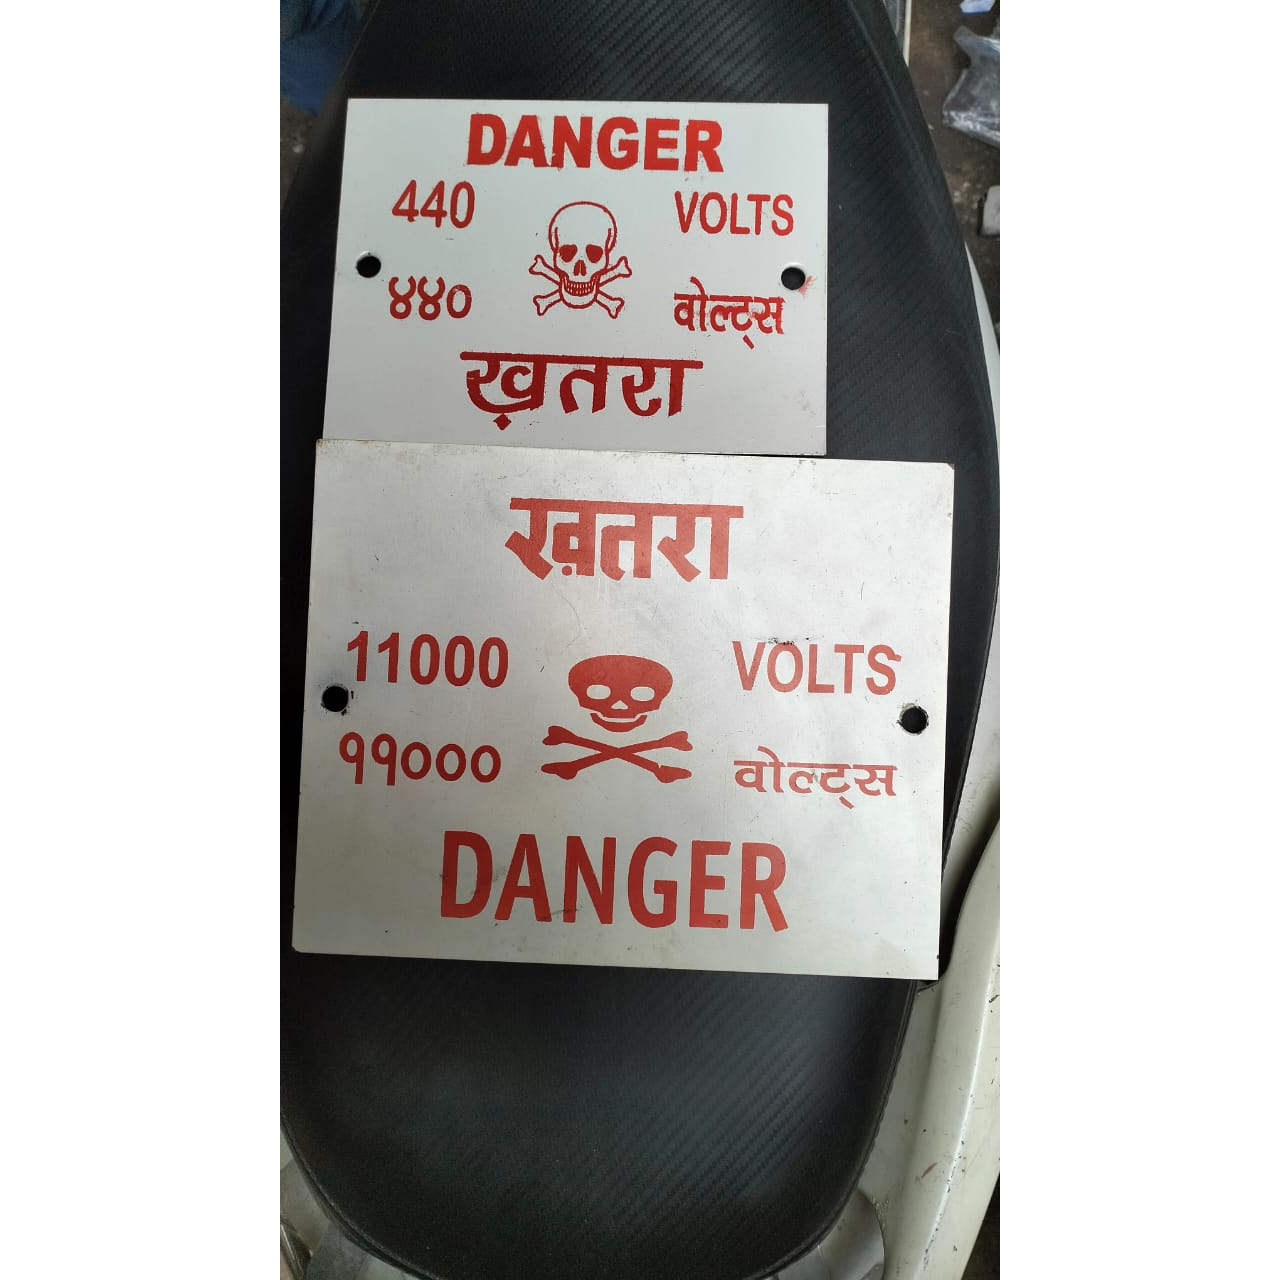 DANGER
440 VOLTS
४४० वोल्ट्स
ख़तरा
ख़तरा
11000 VOLTS
११००० वोल्ट्स
DANGER